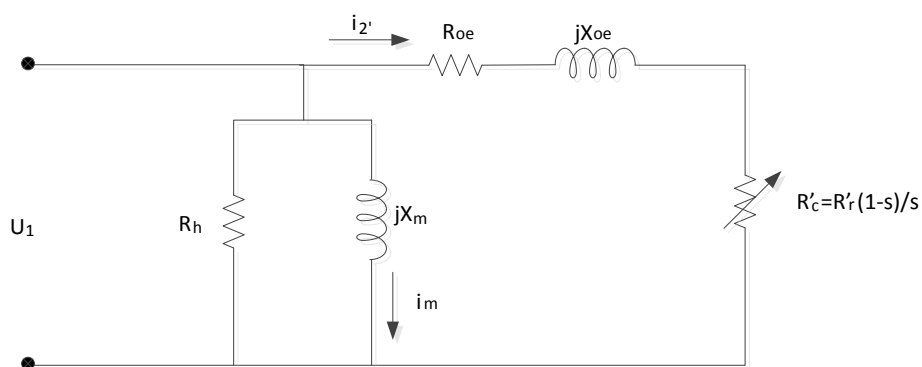 i2'
Roe
jXoe
U1
Rh
jXm
R'c=R'r(1-s)/s
im